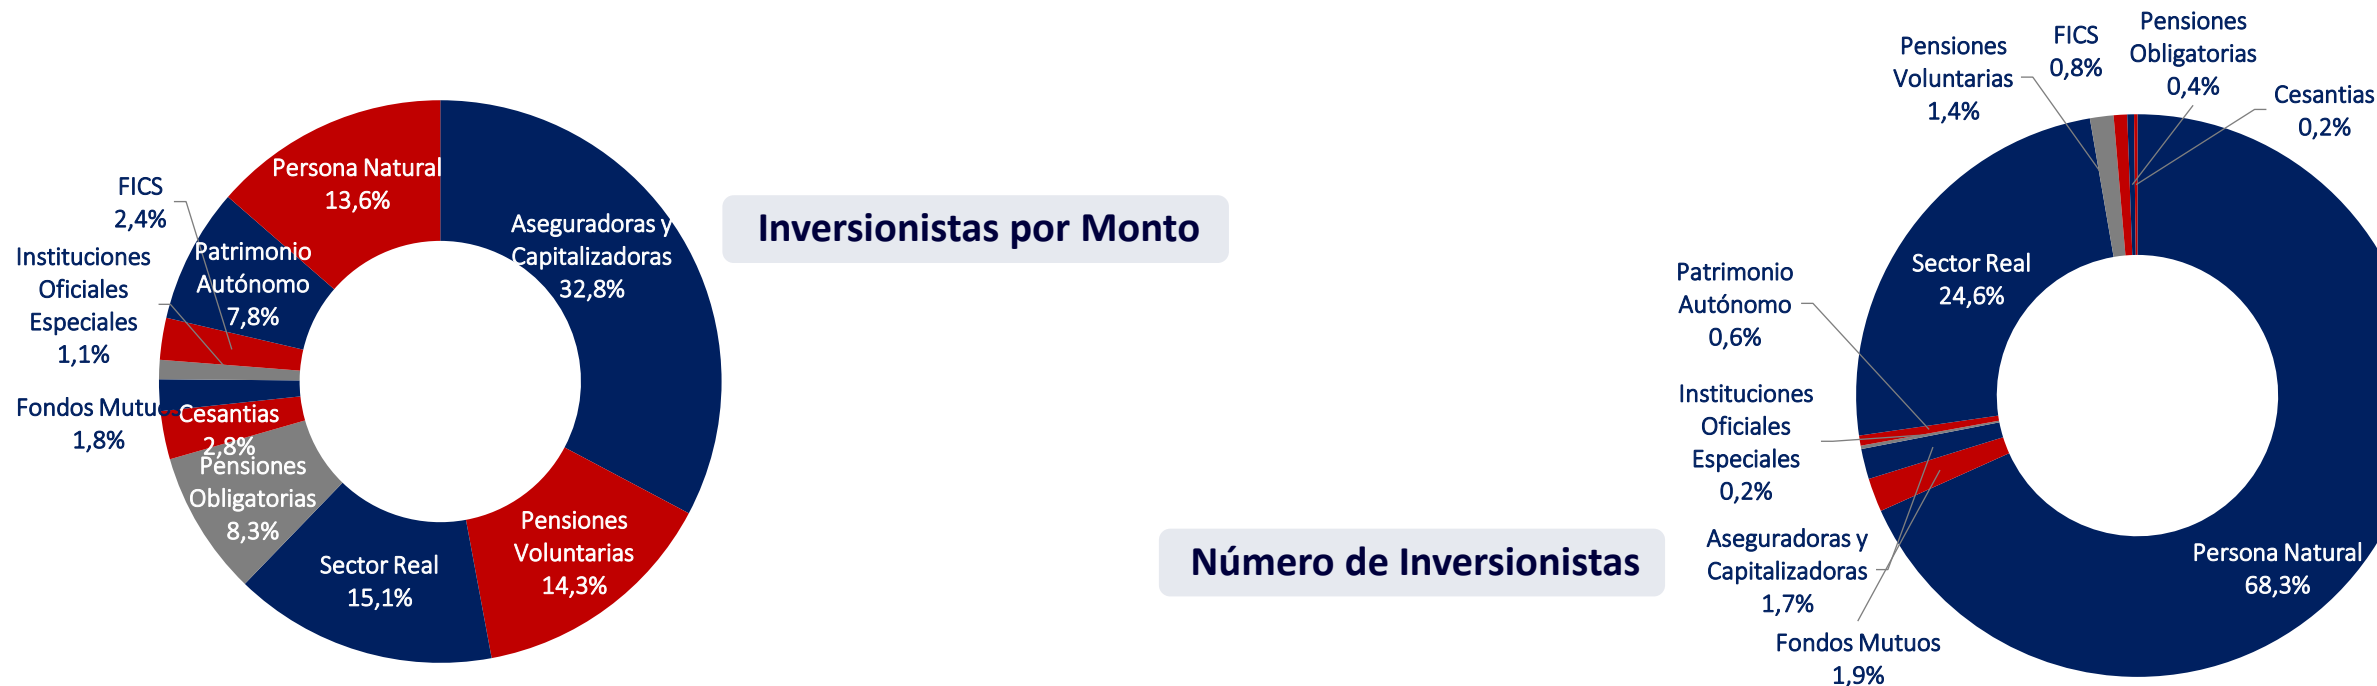 Persona Natural
13,6%
FICS
2,4%
Patrimonio
Autónomo
7,8%
Instituciones
Oficiales
Especiales
1,1%
Fondos Mutuos
1,8%
Cesantias
2,8%
Pensiones
Obligatorias
8,3%
Sector Real
15,1%
Pensiones
Voluntarias
14,3%
Aseguradoras y
Capitalizadoras
32,8%
Inversionistas por Monto
Número de Inversionistas
Pensiones
Voluntarias
1,4%
FICS
0,8%
Pensiones
Obligatorias
0,4%
Cesantias
0,2%
Sector Real
24,6%
Patrimonio
Autónomo
0,6%
Instituciones
Oficiales
Especiales
0,2%
Aseguradoras y
Capitalizadoras
1,7%
Fondos Mutuos
1,9%
Persona Natural
68,3%